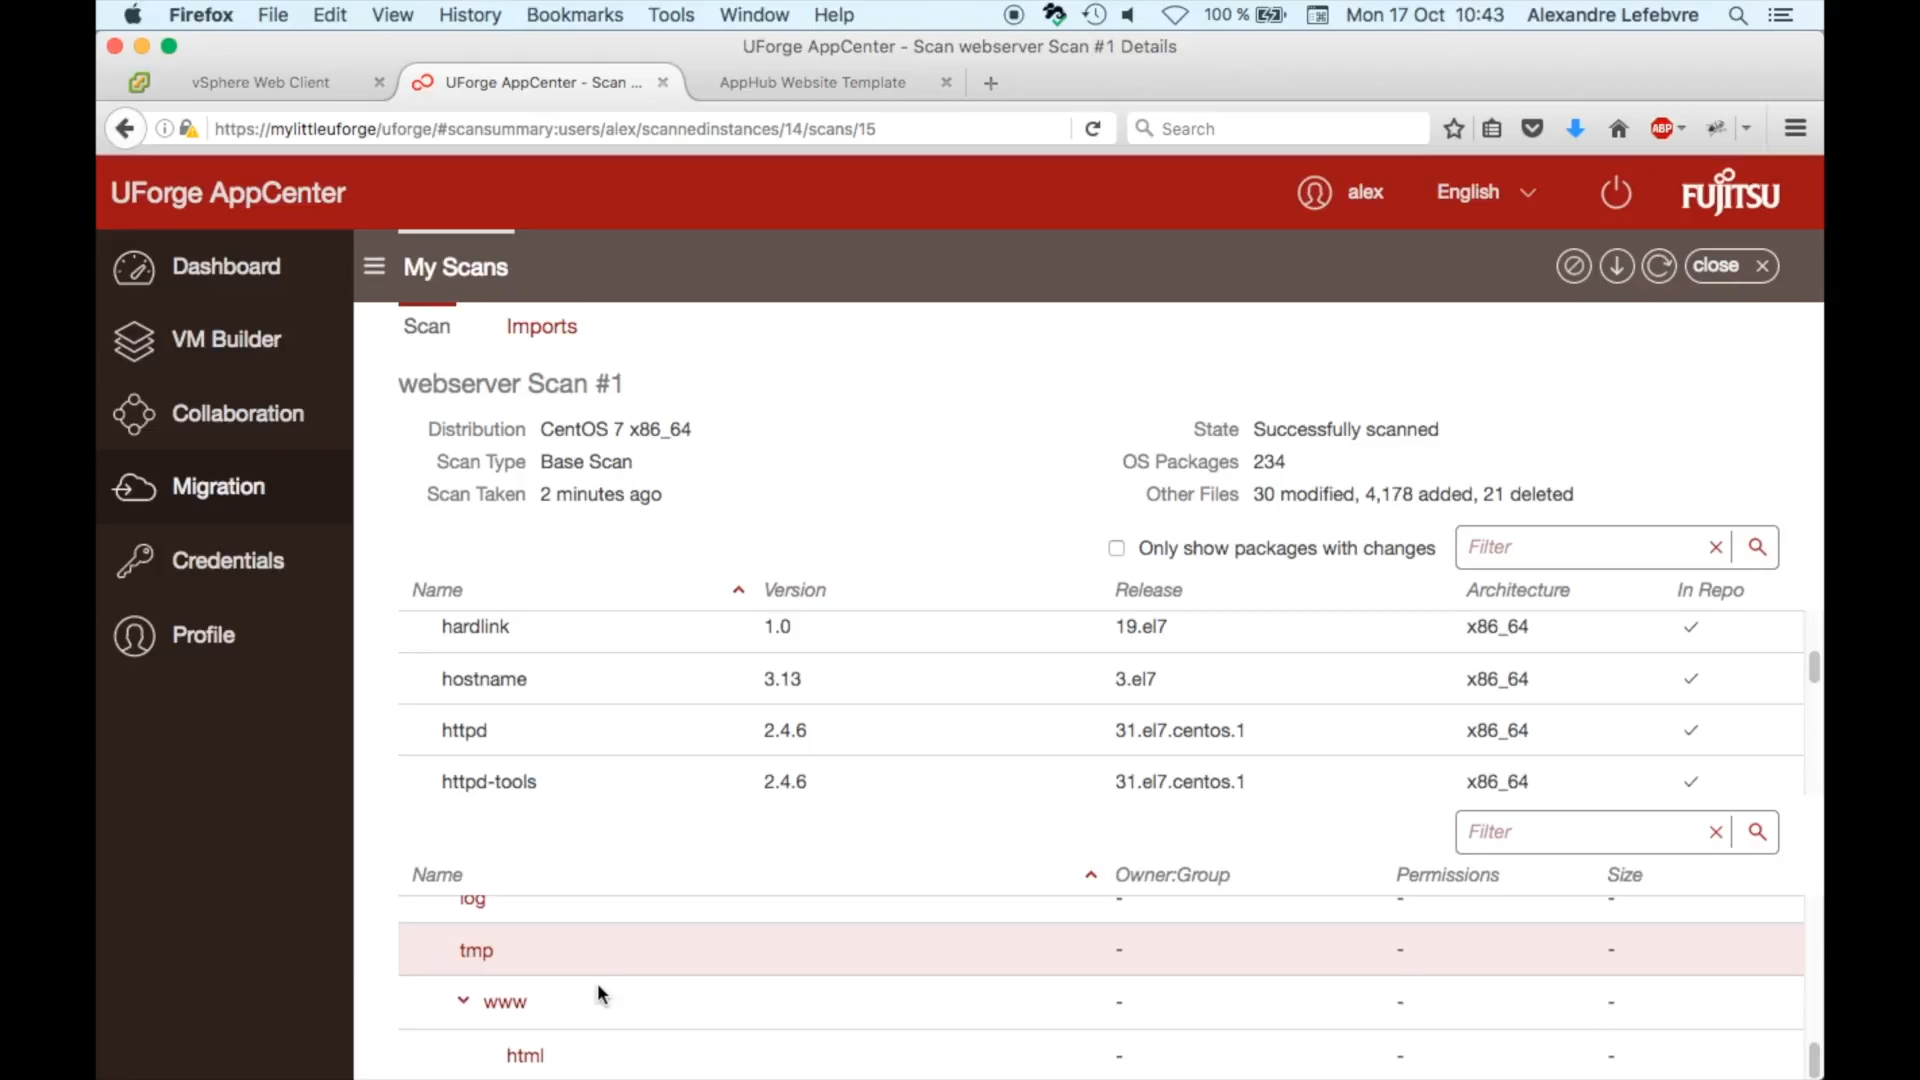 Firefox File Edit View History Bookmarks Tools Window Help 100 % Mon 17 Oct 10:43 Alexandre Lefebvre
UForge AppCenter - Scan webserver Scan #1 Details
vSphere Web Client UForge AppCenter - Scan ... AppHub Website Template
https://mylittleuforge/uforge/#scansummary:users/alex/scannedinstances/14/scans/15 Search ABP
UForge AppCenter alex English FUJITSU
Dashboard My Scans close
Scan Imports
VM Builder
webserver Scan #1
Collaboration
Distribution CentOS 7 x86_64 State Successfully scanned
Scan Type Base Scan OS Packages 234
Migration
Scan Taken 2 minutes ago Other Files 30 modified, 4,178 added, 21 deleted
Credentials
Only show packages with changes Filter
Name Version Release Architecture In Repo
Profile
hardlink 1.0 19.el7 x86_64
hostname 3.13 3.el7 x86_64
httpd 2.4.6 31.el7.centos.1 x86_64
httpd-tools 2.4.6 31.el7.centos.1 x86_64
Filter
Name Owner:Group Permissions Size
log - - -
tmp - - -
www - - -
html - - -